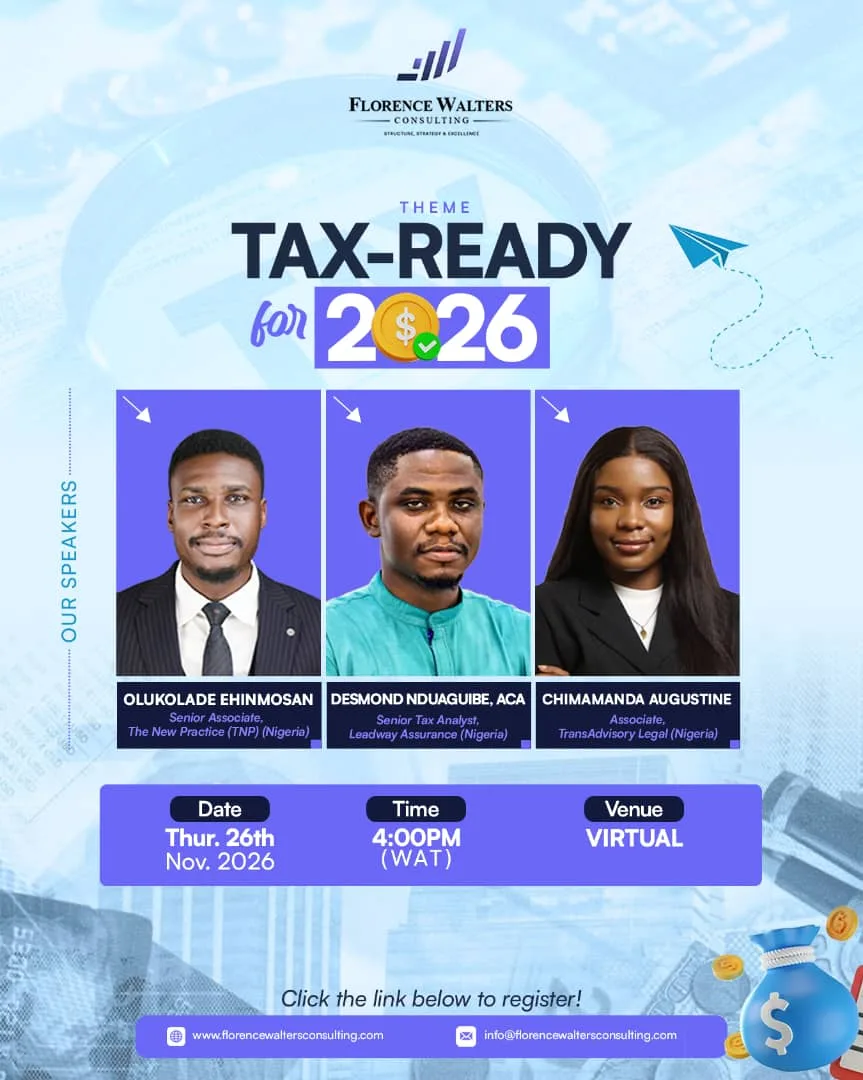 FLORENCE WALTERS
CONSULTING
STRUCTURE, STRATEGY & EXCELLENCE
THEME
TAX-READY
for 2026
OUR SPEAKERS
OLUKOLADE EHINMOSAN
Senior Associate,
The New Practice (TNP) (Nigeria)
DESMOND NDUAGUIBE, ACA
Senior Tax Analyst,
Leadway Assurance (Nigeria)
CHIMAMANDA AUGUSTINE
Associate,
TransAdvisory Legal (Nigeria)
Date
Thur. 26th
Nov. 2026
Time
4:00PM
(WAT)
Venue
VIRTUAL
Click the link below to register!
www.florencewaltersconsulting.com
info@florencewaltersconsulting.com